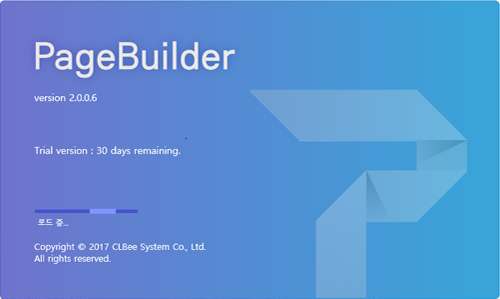 PageBuilder
version 2.0.0.6
Trial version : 30 days remaining.
로드 중...
Copyright © 2017 CLBee System Co., Ltd.
All rights reserved.